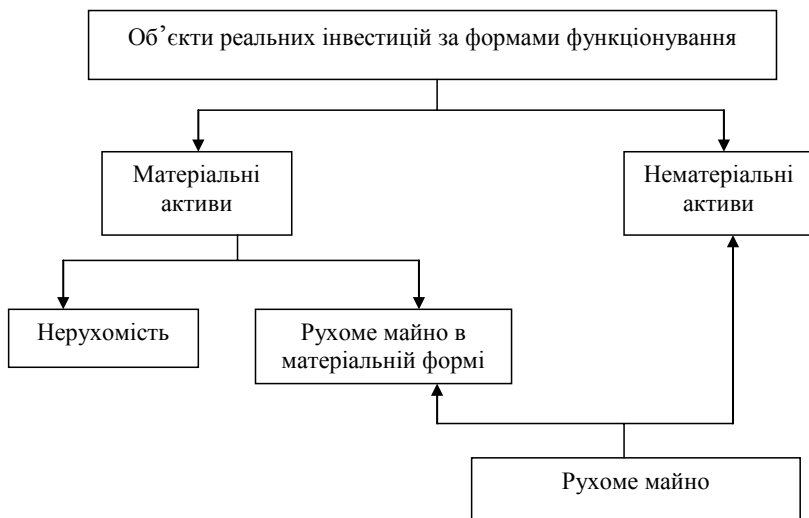 Об’єкти реальних інвестицій за формами функціонування
Матеріальні
активи
Нематеріальні
активи
Нерухомість
Рухоме майно в
матеріальній формі
Рухоме майно